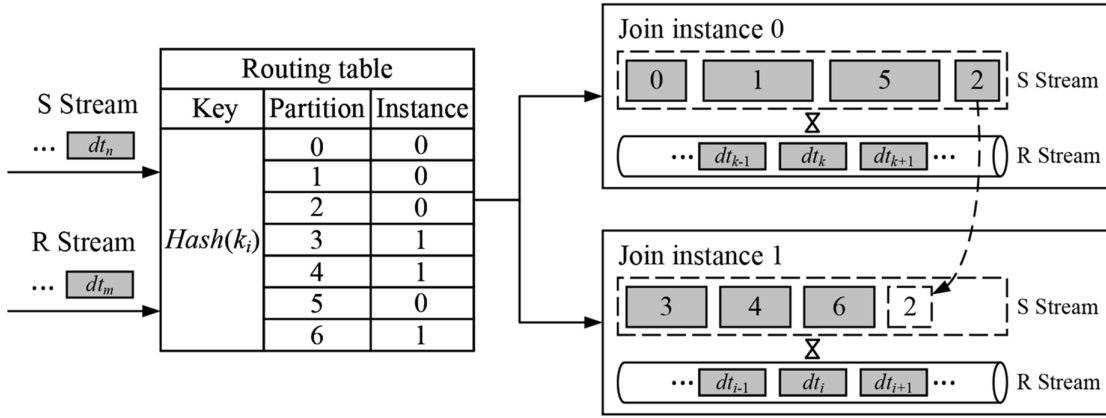 S Stream
... dtₙ
R Stream
... dtₘ
Routing table
Key Partition Instance
Hash(kᵢ)
0 0
1 0
2 0
3 1
4 1
5 0
6 1
Join instance 0
0 1 5 2 S Stream
... dtₖ₋₁ dtₖ dtₖ₊₁ ... R Stream
Join instance 1
3 4 6 2 S Stream
... dtᵢ₋₁ dtᵢ dtᵢ₊₁ ... R Stream